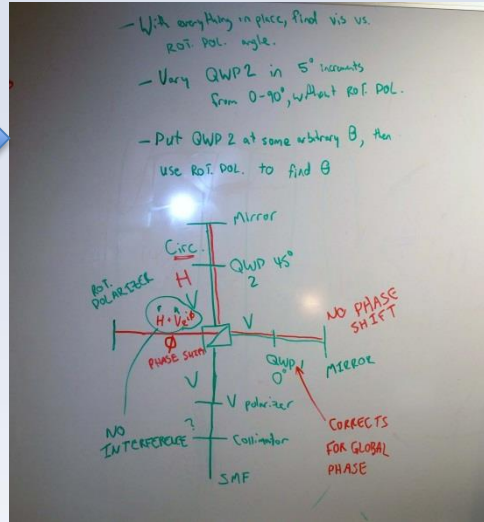 - With everything in place, find vis vs.
ROT. POL. angle.
- Vary QWP2 in 5° increments
from 0-90°, without ROT. POL.
- Put QWP 2 at some arbitrary θ, then
use ROT. POL. to find θ
Mirror
Circ.
QWP 45°
2
H
V
ROT.
POLARIZER
H + Ve^iφ
φ
PHASE SHIFT
V
NO PHASE
SHIFT
QWP 1
0°
MIRROR
V
V polarizer
NO
INTERFERENCE?
Collimator
SMF
CORRECTS
FOR GLOBAL
PHASE